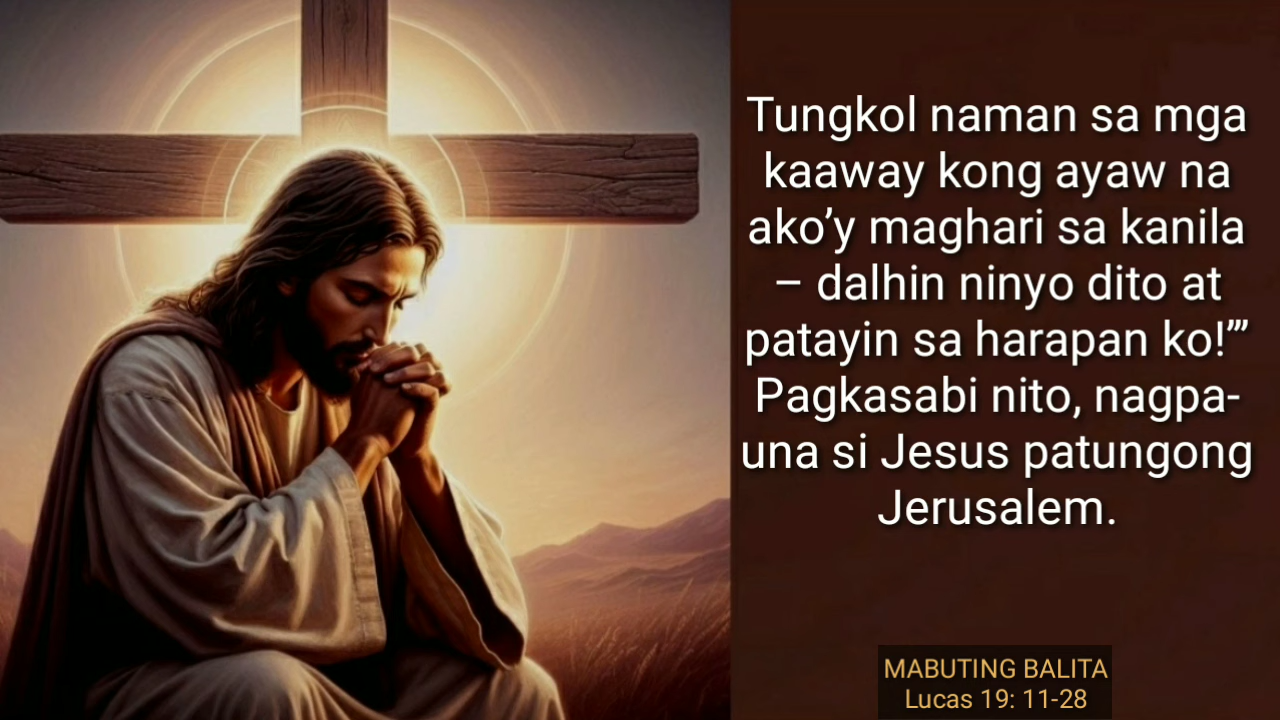 Tungkol naman sa mga
kaaway kong ayaw na
ako’y maghari sa kanila
– dalhin ninyo dito at
patayin sa harapan ko!’”
Pagkasabi nito, nagpa-
una si Jesus patungong
Jerusalem.
MABUTING BALITA
Lucas 19: 11-28